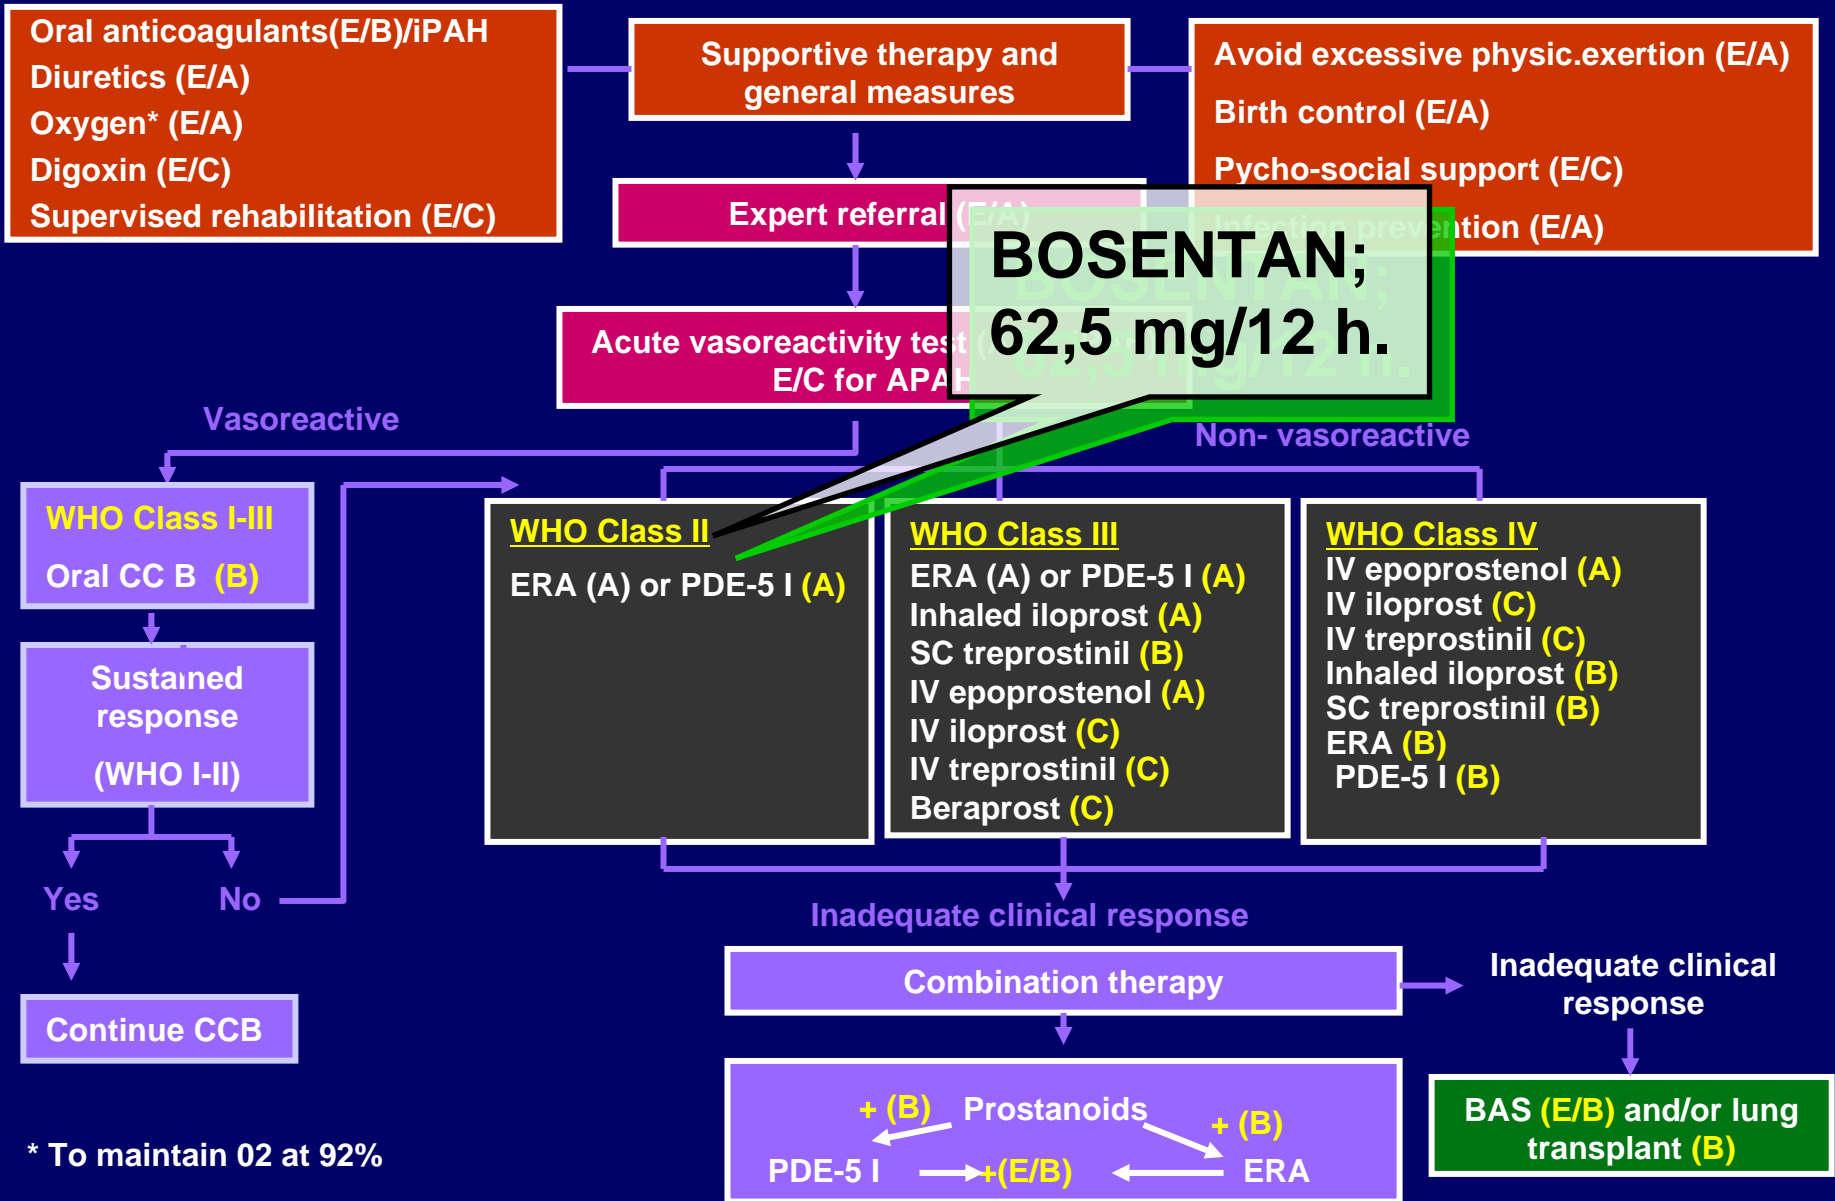 Oral anticoagulants(E/B)/iPAH
Diuretics (E/A)
Oxygen* (E/A)
Digoxin (E/C)
Supervised rehabilitation (E/C)
Supportive therapy and
general measures
Avoid excessive physic.exertion (E/A)
Birth control (E/A)
Pycho-social support (E/C)
Infection prevention (E/A)
Expert referral (E/A)
BOSENTAN;
62,5 mg/12 h.
Acute vasoreactivity test
E/C for APAH
Vasoreactive
Non- vasoreactive
WHO Class I-III
Oral CC B (B)
Sustained
response
(WHO I-II)
Yes
No
Continue CCB
WHO Class II
ERA (A) or PDE-5 I (A)
WHO Class III
ERA (A) or PDE-5 I (A)
Inhaled iloprost (A)
SC treprostinil (B)
IV epoprostenol (A)
IV iloprost (C)
IV treprostinil (C)
Beraprost (C)
WHO Class IV
IV epoprostenol (A)
IV iloprost (C)
IV treprostinil (C)
Inhaled iloprost (B)
SC treprostinil (B)
ERA (B)
PDE-5 I (B)
Inadequate clinical response
Combination therapy
Inadequate clinical
response
+ (B) Prostanoids + (B)
PDE-5 I +(E/B) ERA
BAS (E/B) and/or lung
transplant (B)
* To maintain 02 at 92%